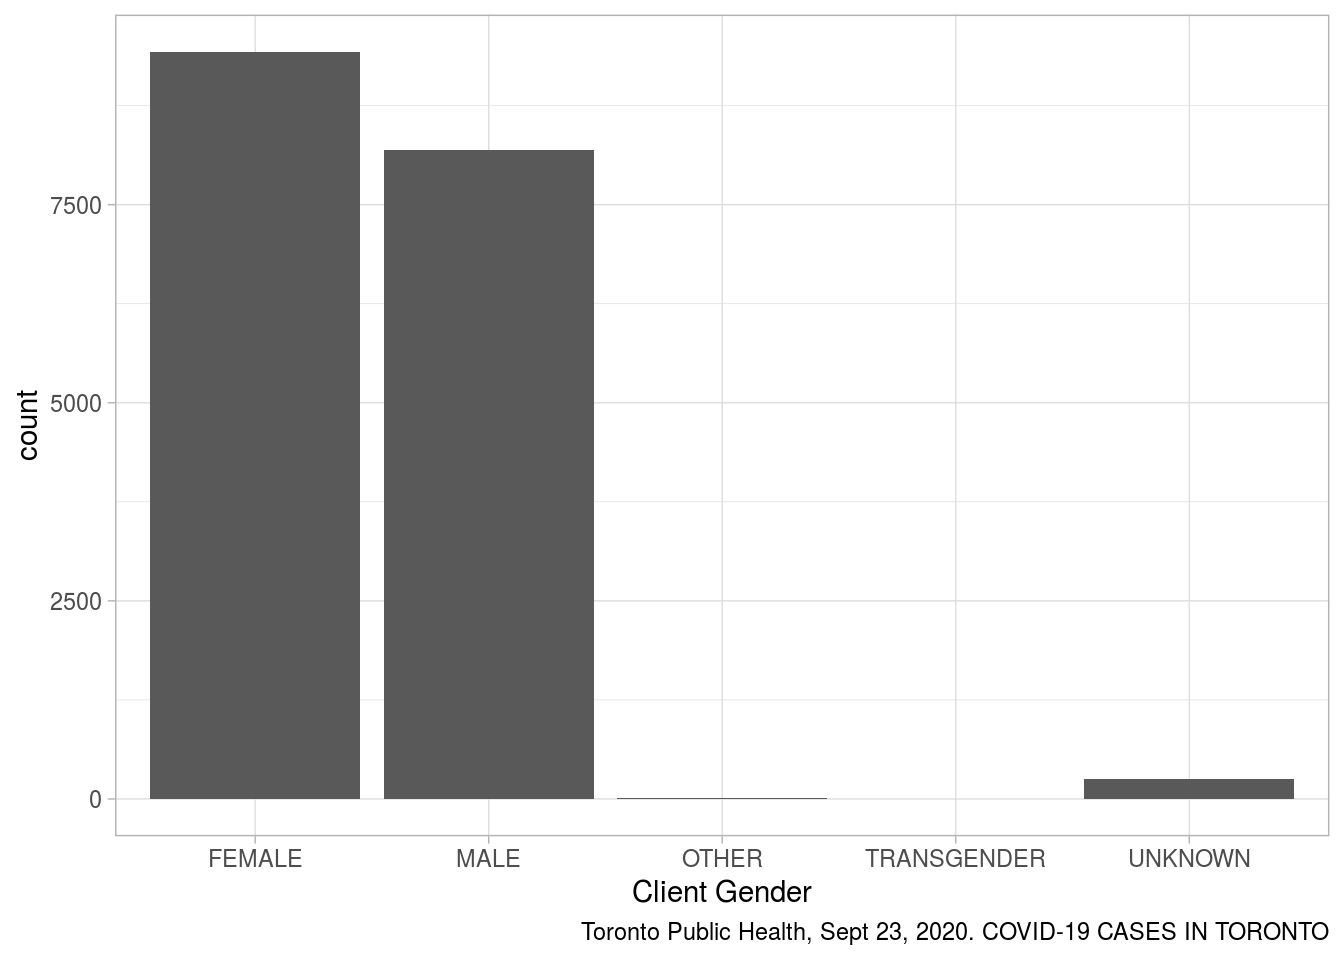 7500
5000
2500
0
count
FEMALE MALE OTHER TRANSGENDER UNKNOWN
Client Gender
Toronto Public Health, Sept 23, 2020. COVID-19 CASES IN TORONTO